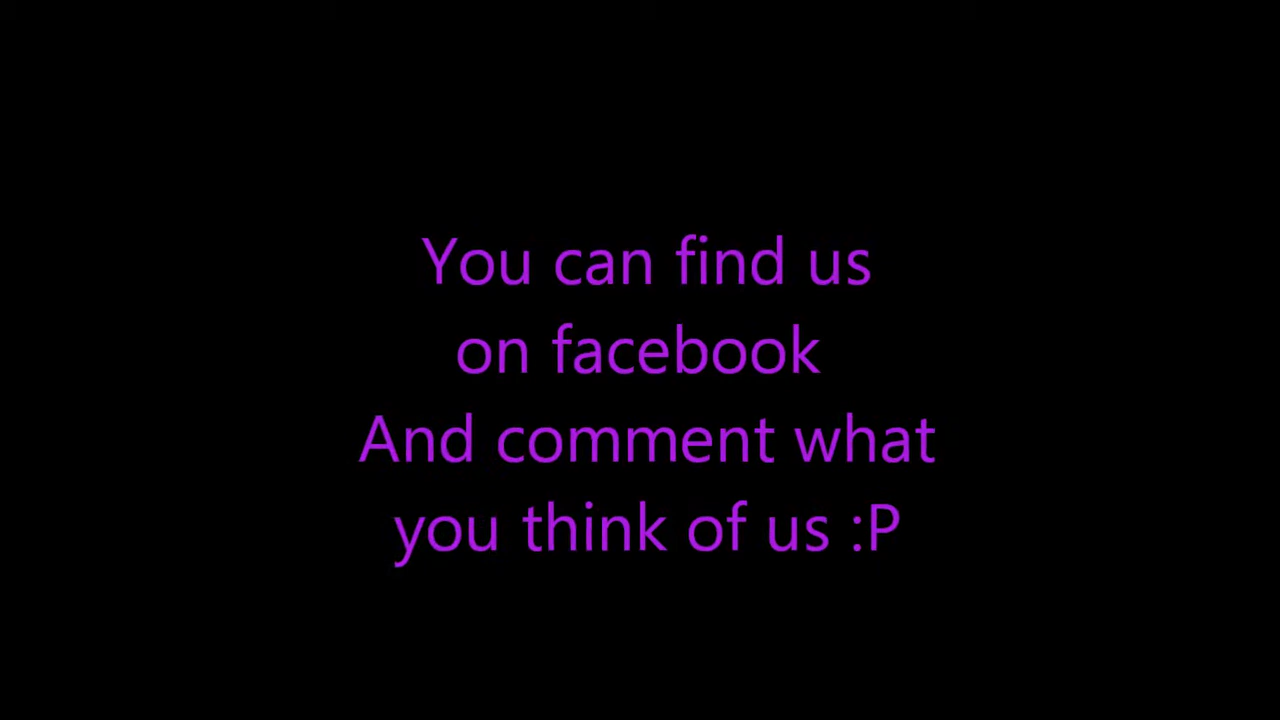 You can find us
on facebook
And comment what
you think of us :P